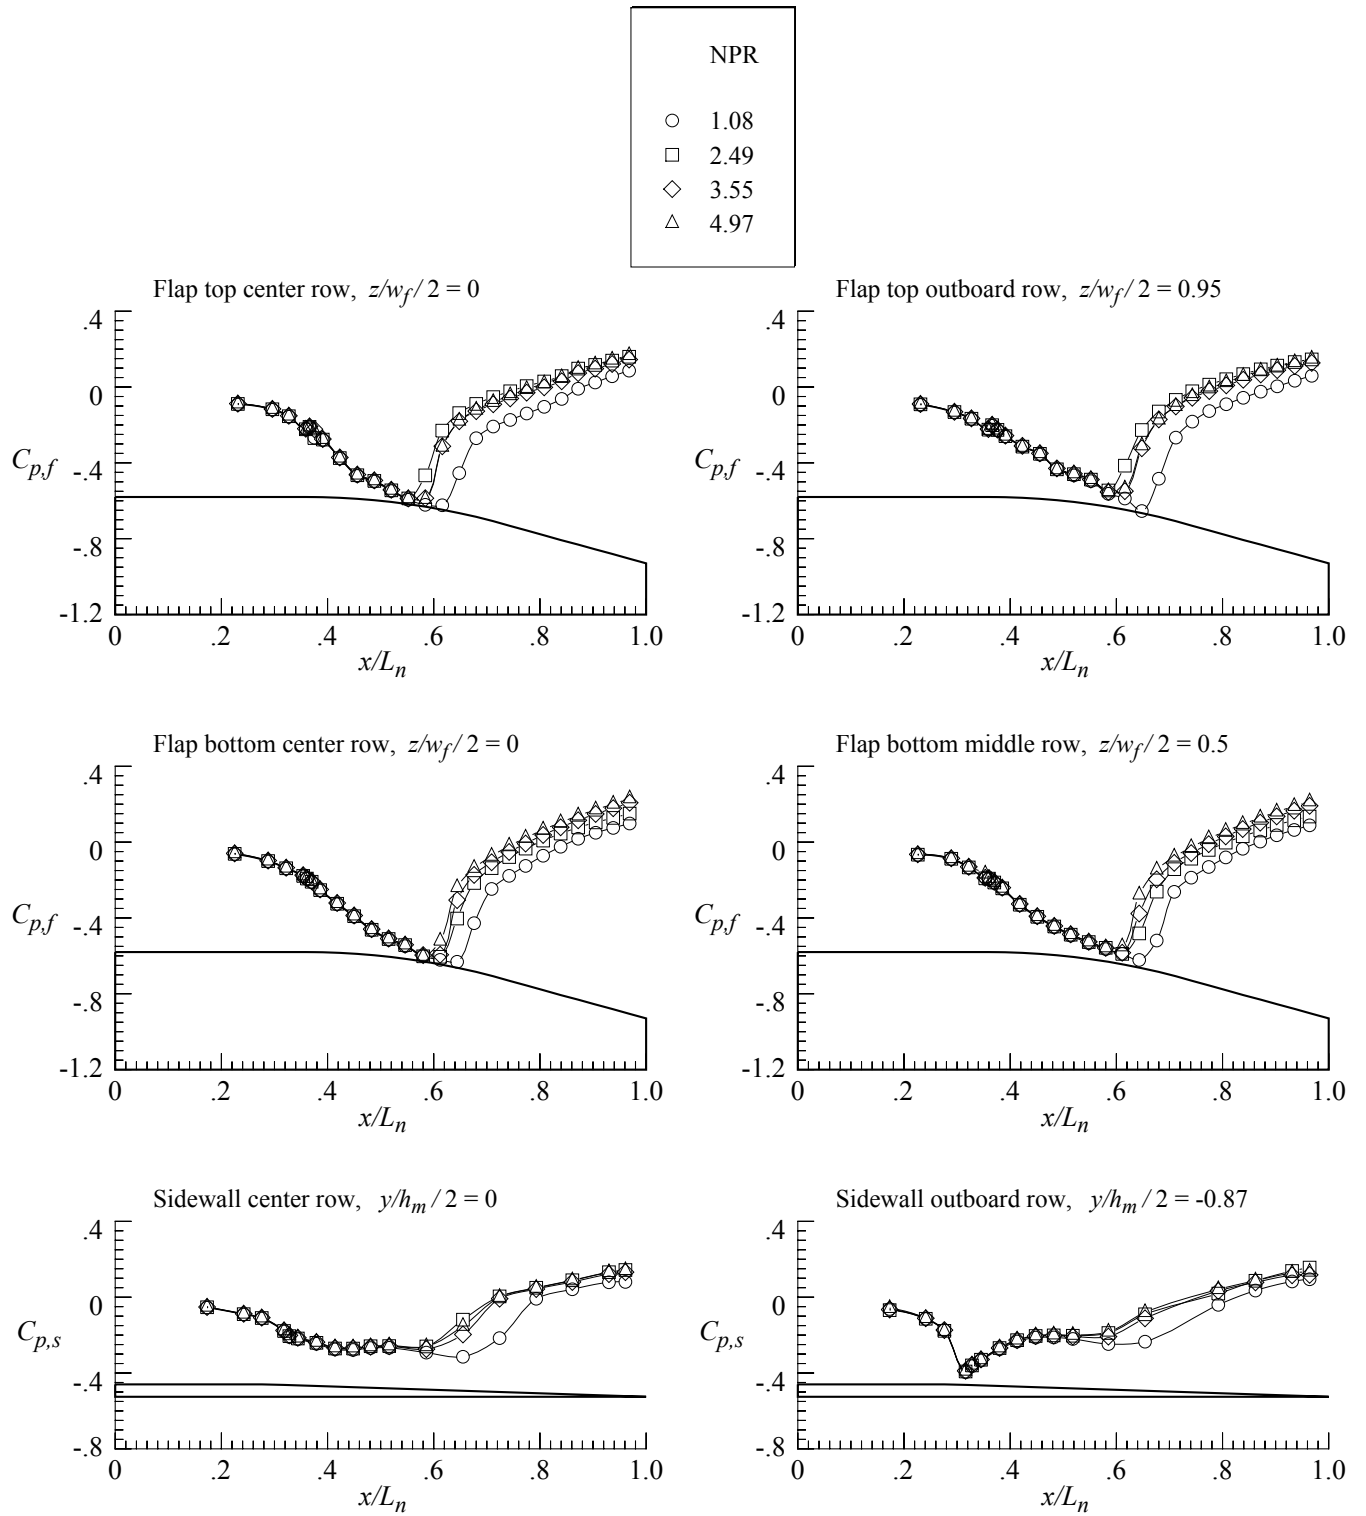 NPR
1.08
2.49
3.55
4.97
Flap top center row, z/w_f / 2 = 0
.4
0
-.4
-.8
-1.2
C_p,f
0 .2 .4 .6 .8 1.0
x/L_n
Flap top outboard row, z/w_f / 2 = 0.95
.4
0
-.4
-.8
-1.2
C_p,f
0 .2 .4 .6 .8 1.0
x/L_n
Flap bottom center row, z/w_f / 2 = 0
.4
0
-.4
-.8
-1.2
C_p,f
0 .2 .4 .6 .8 1.0
x/L_n
Flap bottom middle row, z/w_f / 2 = 0.5
.4
0
-.4
-.8
-1.2
C_p,f
0 .2 .4 .6 .8 1.0
x/L_n
Sidewall center row, y/h_m / 2 = 0
.4
0
-.4
-.8
C_p,s
0 .2 .4 .6 .8 1.0
x/L_n
Sidewall outboard row, y/h_m / 2 = -0.87
.4
0
-.4
-.8
C_p,s
0 .2 .4 .6 .8 1.0
x/L_n